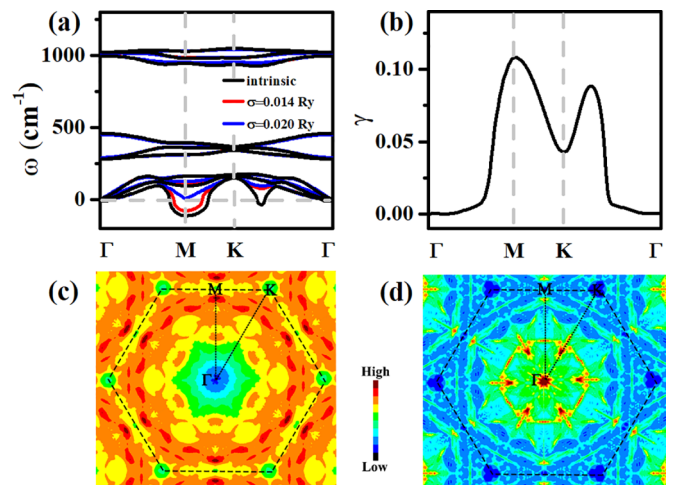 (a)
1000
500
0
ω (cm⁻¹)
intrinsic
σ=0.014 Ry
σ=0.020 Ry
Γ M K Γ
(b)
0.10
0.05
0.00
γ
Γ M K Γ
(c)
M K
Γ
High
Low
(d)
M K
Γ